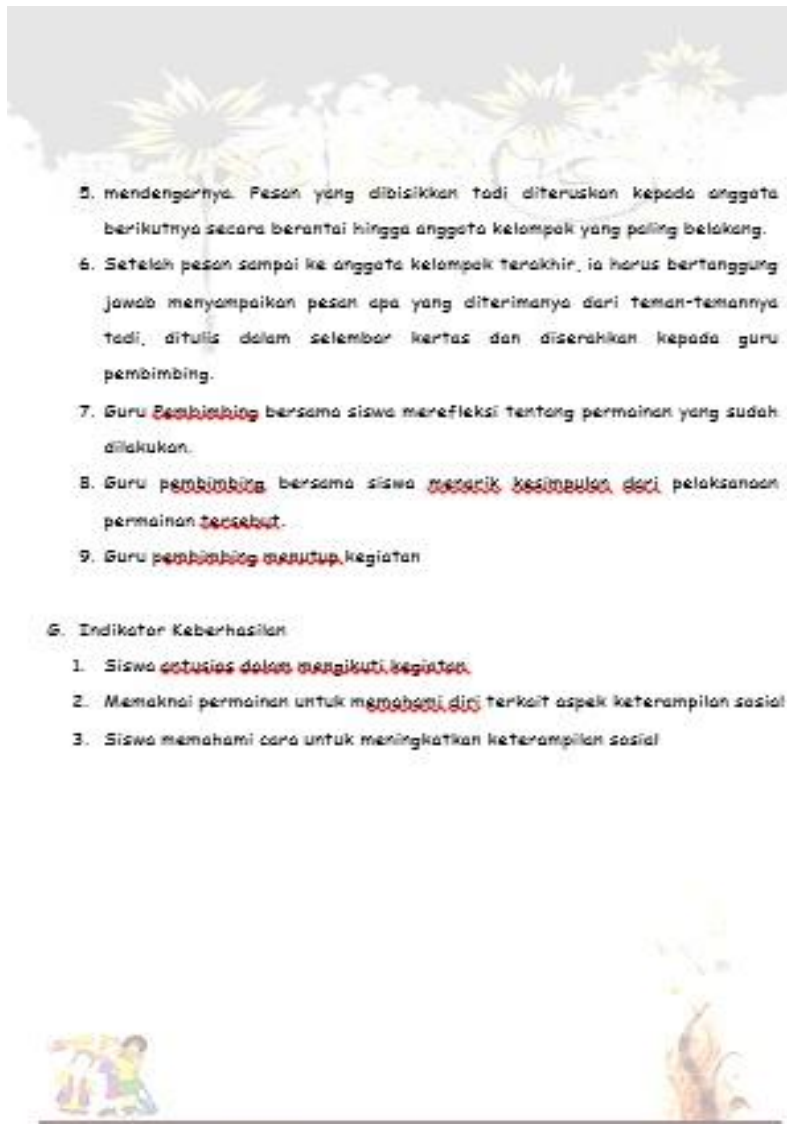 5. mendengarnya. Pesan yang dibisikkan tadi diteruskan kepada anggota
berikutnya secara berantai hingga anggota kelompok yang paling belakang.
6. Setelah pesan sampai ke anggota kelompok terakhir, ia harus bertanggung
jawab menyampaikan pesan apa yang diterimanya dari teman-temannya
tadi, ditulis dalam selembar kertas dan diserahkan kepada guru
pembimbing.
7. Guru Pembimbing bersama siswa merefleksi tentang permainan yang sudah
dilakukan.
8. Guru pembimbing bersama siswa menarik kesimpulan dari pelaksanaan
permainan tersebut.
9. Guru pembimbing menutup kegiatan
G. Indikator Keberhasilan
1. Siswa antusias dalam mengikuti kegiatan
2. Memaknai permainan untuk memahami diri terkait aspek keterampilan sosial
3. Siswa memahami cara untuk meningkatkan keterampilan sosial